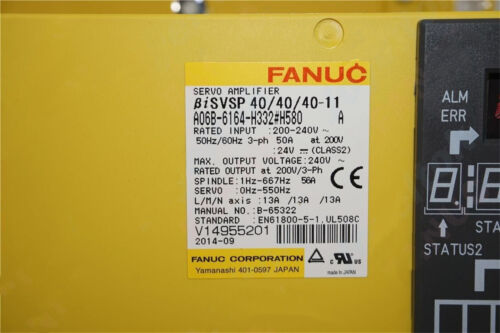 FANUC
SERVO AMPLIFIER
βiSVSP 40/40/40-11
A06B-6164-H332#H580 A
RATED INPUT :200-240V~
50Hz/60Hz 3-ph 50A at 200V
:24V ⎓(CLASS2)
MAX. OUTPUT VOLTAGE:240V~
RATED OUTPUT at 200V/3-Ph
SPINDLE:1Hz-667Hz 56A
SERVO :0Hz-550Hz
L/M/N axis :13A /13A /13A
MANUAL NO.:B-65322
STANDARD :EN61800-5-1,UL508C
V14955201
2014-09
FANUC CORPORATION
Yamanashi 401-0597 JAPAN
c UL US
ALM
ERR
STA
STATUS2